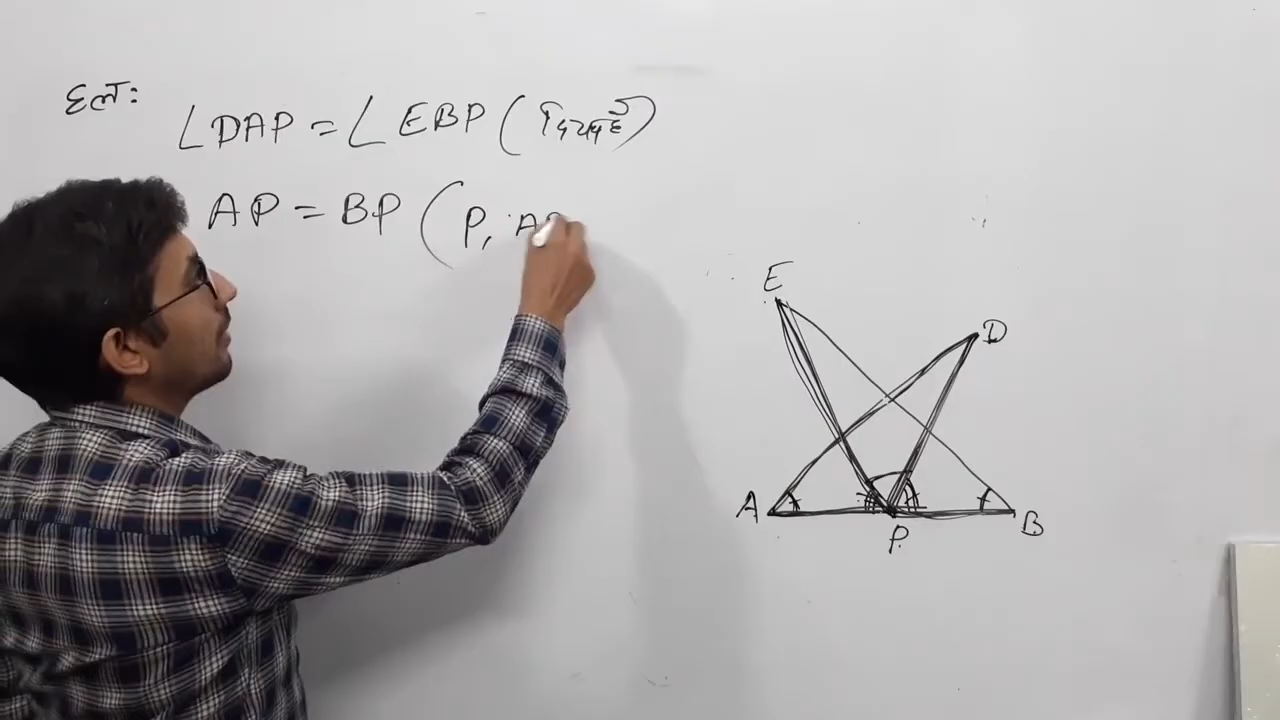 हल:
∠DAP = ∠EBP (
AP = BP (P, A
E
D
A
B
P